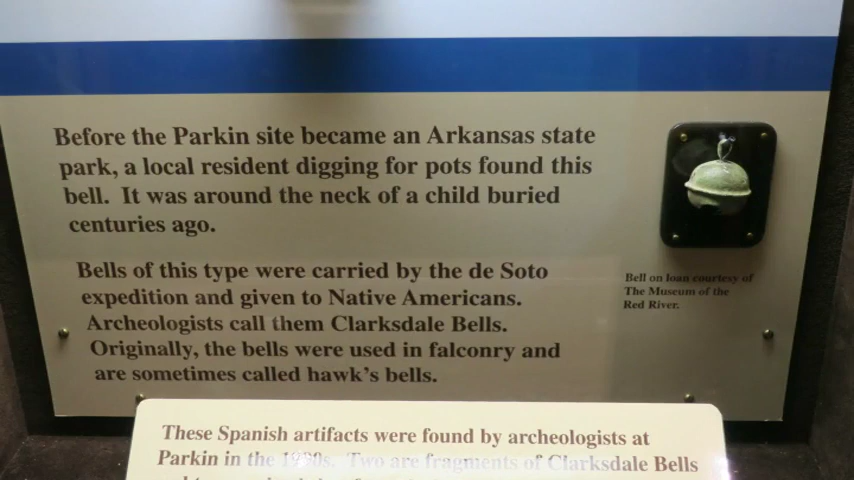 Before the Parkin site became an Arkansas state
park, a local resident digging for pots found this
bell. It was around the neck of a child buried
centuries ago.
Bells of this type were carried by the de Soto
expedition and given to Native Americans.
Archeologists call them Clarksdale Bells.
Originally, the bells were used in falconry and
are sometimes called hawk's bells.
Bell on loan courtesy of
The Museum of the
Red River.
These Spanish artifacts were found by archeologists at
Parkin in the Two are fragments of Clarksdale Bells